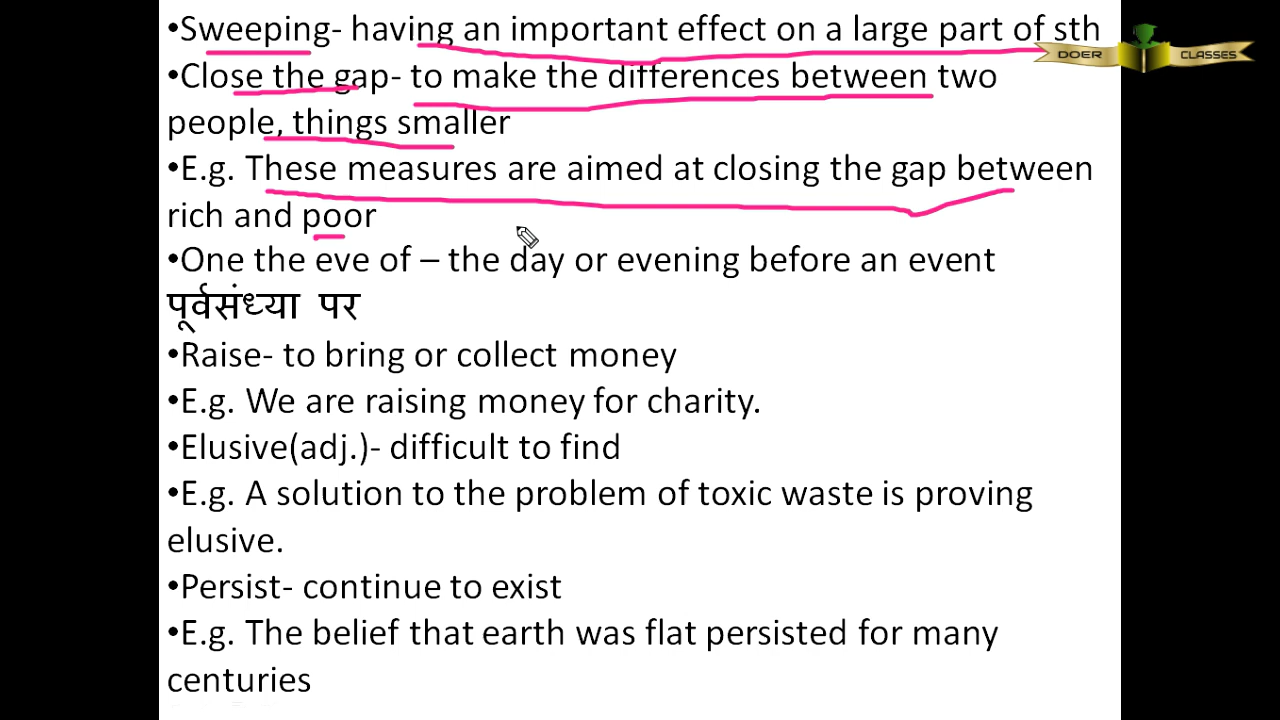 •Sweeping- having an important effect on a large part of sth
DOER CLASSES
•Close the gap- to make the differences between two
people, things smaller
•E.g. These measures are aimed at closing the gap between
rich and poor
•One the eve of – the day or evening before an event
पूर्वसंध्या पर
•Raise- to bring or collect money
•E.g. We are raising money for charity.
•Elusive(adj.)- difficult to find
•E.g. A solution to the problem of toxic waste is proving
elusive.
•Persist- continue to exist
•E.g. The belief that earth was flat persisted for many
centuries